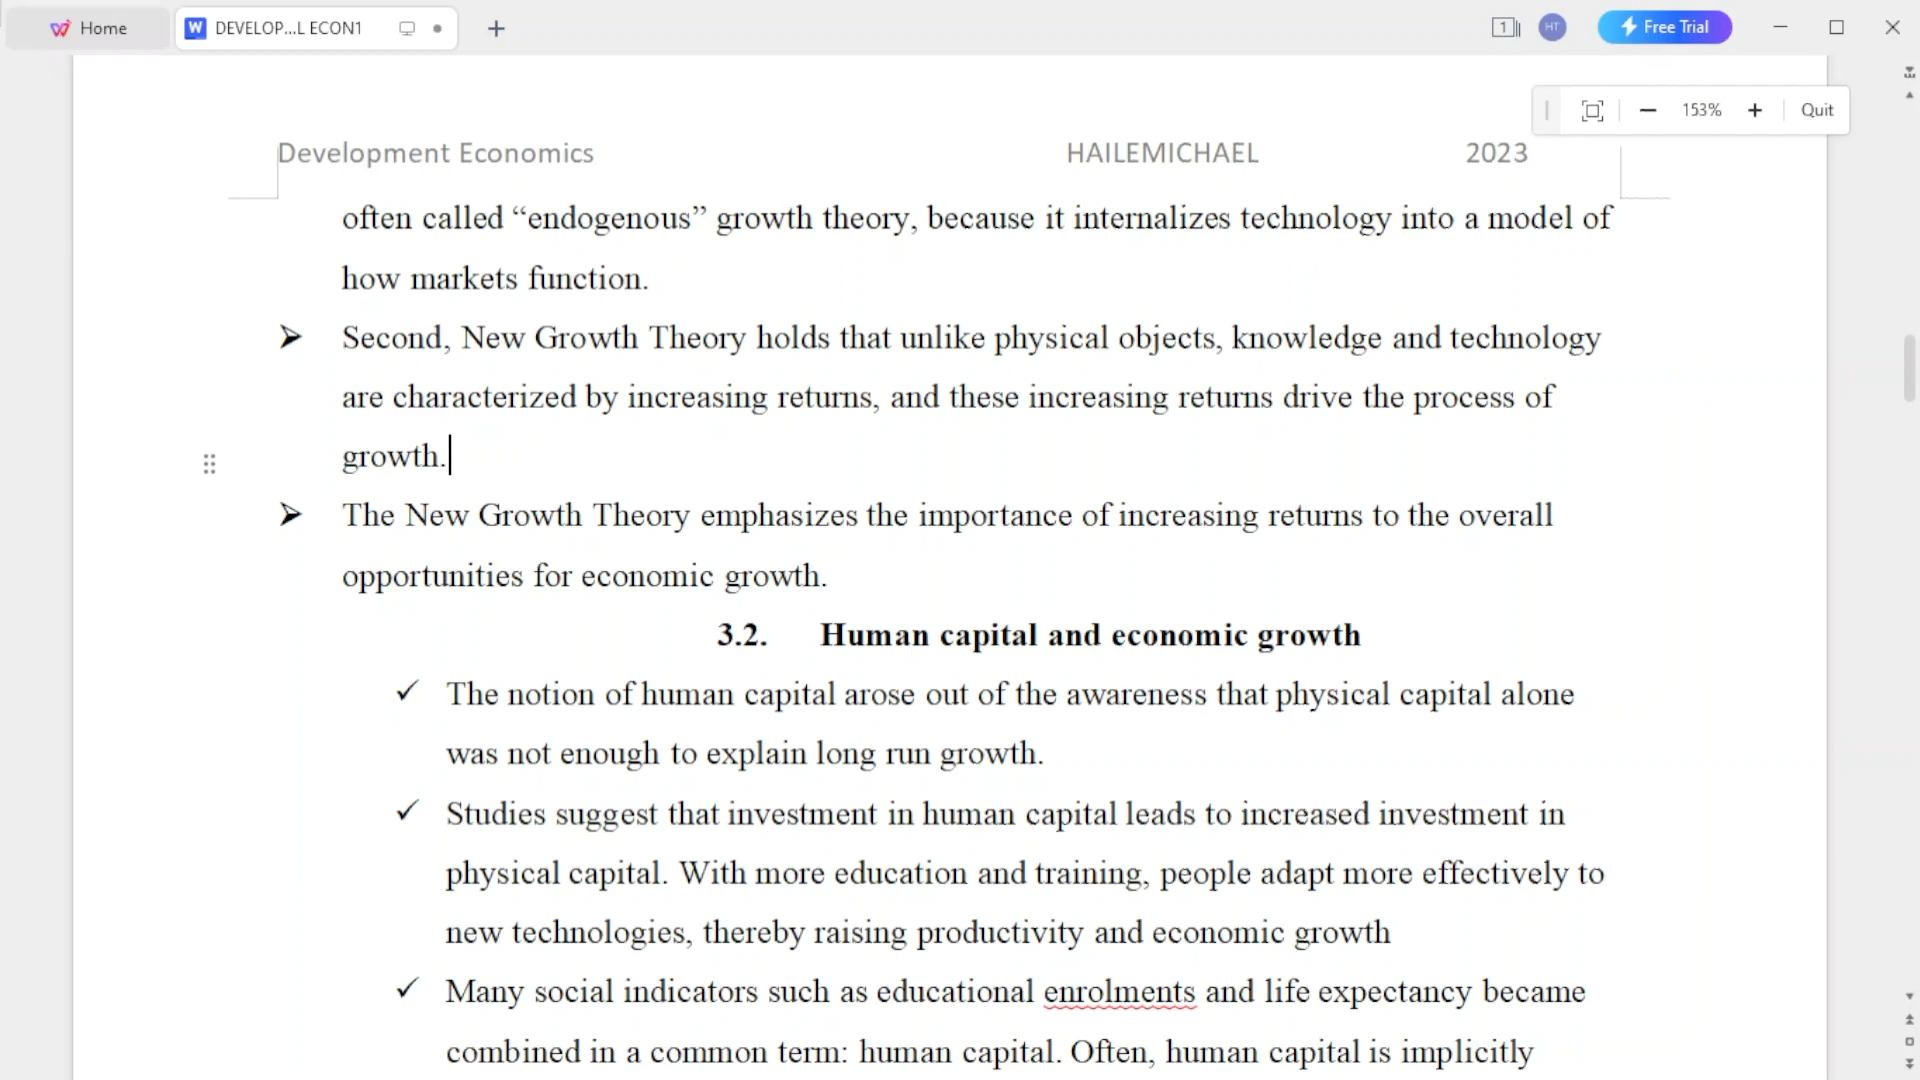 Home
DEVELOP...L ECON1
1
HT
Free Trial
153%
Quit
Development Economics HAILEMICHAEL 2023
often called “endogenous” growth theory, because it internalizes technology into a model of
how markets function.
➢ Second, New Growth Theory holds that unlike physical objects, knowledge and technology
are characterized by increasing returns, and these increasing returns drive the process of
growth.
➢ The New Growth Theory emphasizes the importance of increasing returns to the overall
opportunities for economic growth.
3.2. Human capital and economic growth
✓ The notion of human capital arose out of the awareness that physical capital alone
was not enough to explain long run growth.
✓ Studies suggest that investment in human capital leads to increased investment in
physical capital. With more education and training, people adapt more effectively to
new technologies, thereby raising productivity and economic growth
✓ Many social indicators such as educational enrolments and life expectancy became
combined in a common term: human capital. Often, human capital is implicitly